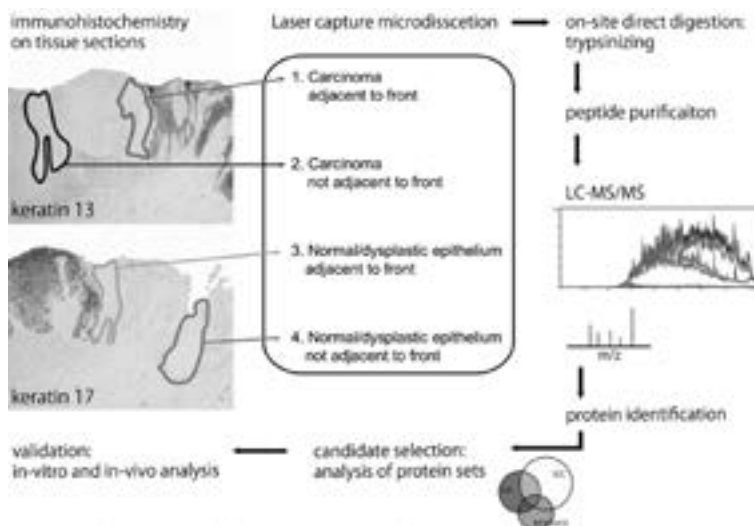 immunohistochemistry
on tissue sections
Laser capture microdisscetion
on-site direct digestion:
trypsinizing
1. Carcinoma
adjacent to front
peptide purificaiton
2. Carcinoma
not adjacent to front
keratin 13
LC-MS/MS
3. Normal/dysplastic epithelium
adjacent to front
4. Normal/dysplastic epithelium
not adjacent to front
m/z
keratin 17
protein identification
validation:
in-vitro and in-vivo analysis
candidate selection:
analysis of protein sets